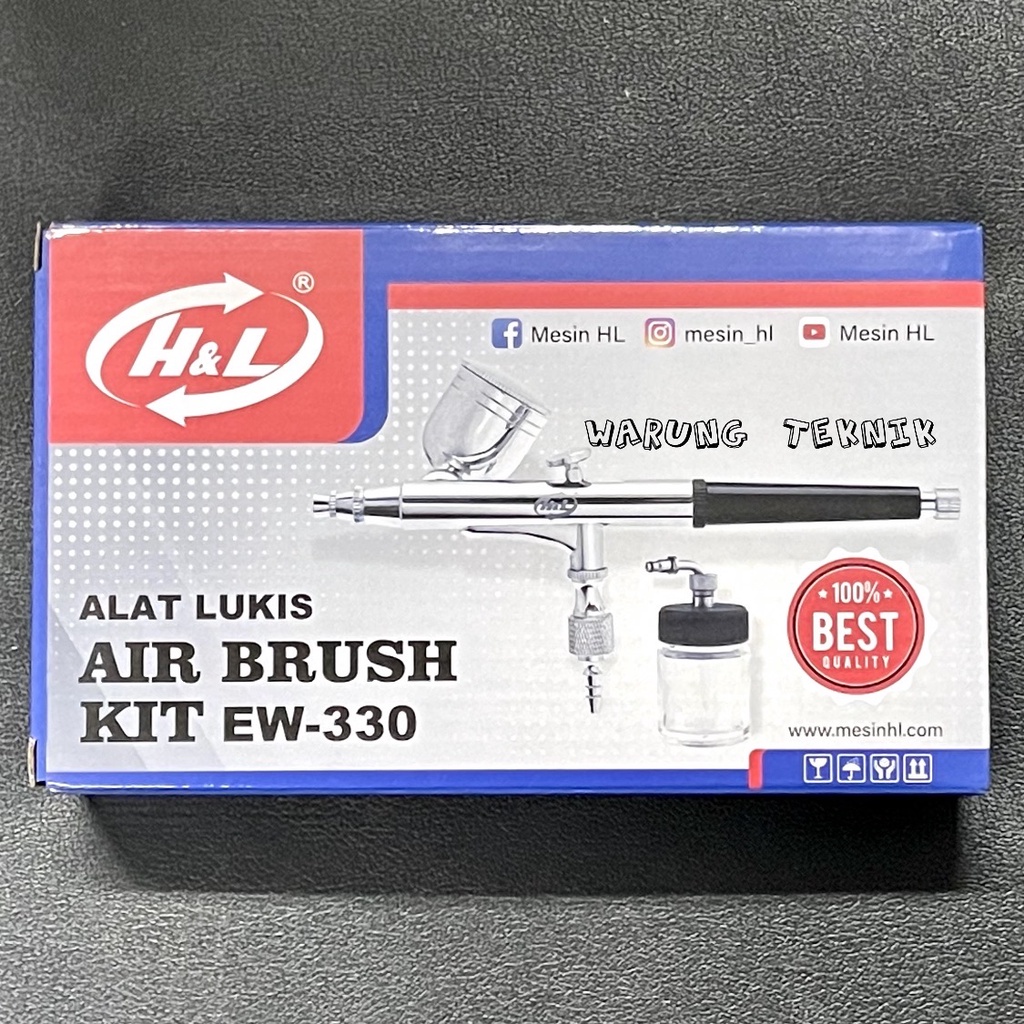 H&L ®
Mesin HL mesin_hl Mesin HL
WARUNG TEKNIK
H&L
ALAT LUKIS
AIR BRUSH
KIT EW-330
100%
BEST
QUALITY
www.mesinhl.com